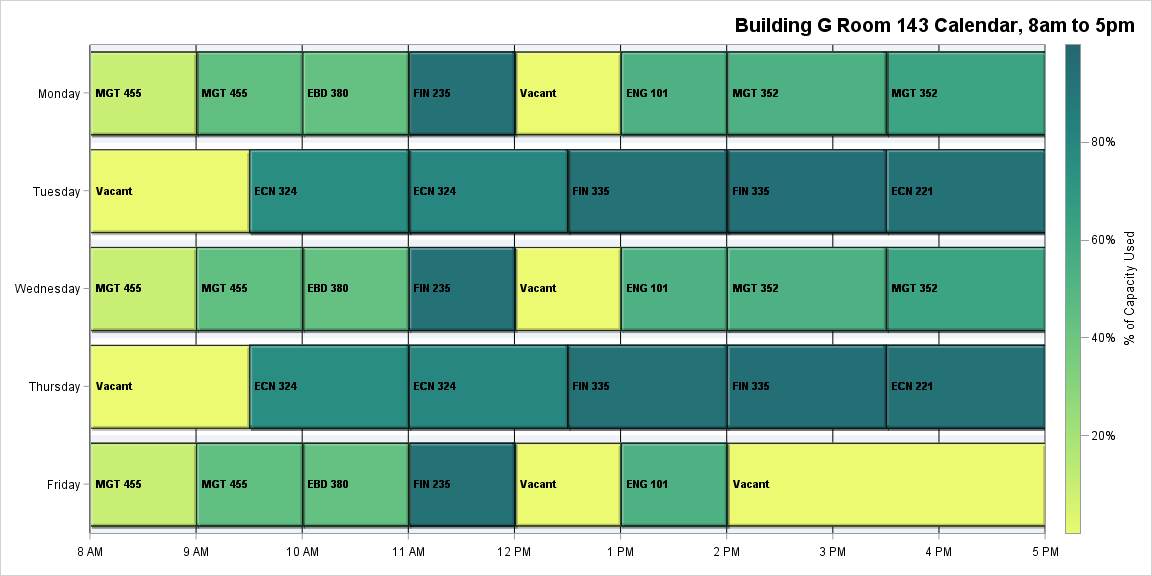 Building G Room 143 Calendar, 8am to 5pm
Monday
MGT 455
MGT 455
EBD 380
FIN 235
Vacant
ENG 101
MGT 352
MGT 352
Tuesday
Vacant
ECN 324
ECN 324
FIN 335
FIN 335
ECN 221
Wednesday
MGT 455
MGT 455
EBD 380
FIN 235
Vacant
ENG 101
MGT 352
MGT 352
Thursday
Vacant
ECN 324
ECN 324
FIN 335
FIN 335
ECN 221
Friday
MGT 455
MGT 455
EBD 380
FIN 235
Vacant
ENG 101
Vacant
8 AM
9 AM
10 AM
11 AM
12 PM
1 PM
2 PM
3 PM
4 PM
5 PM
80%
60%
40%
20%
% of Capacity Used